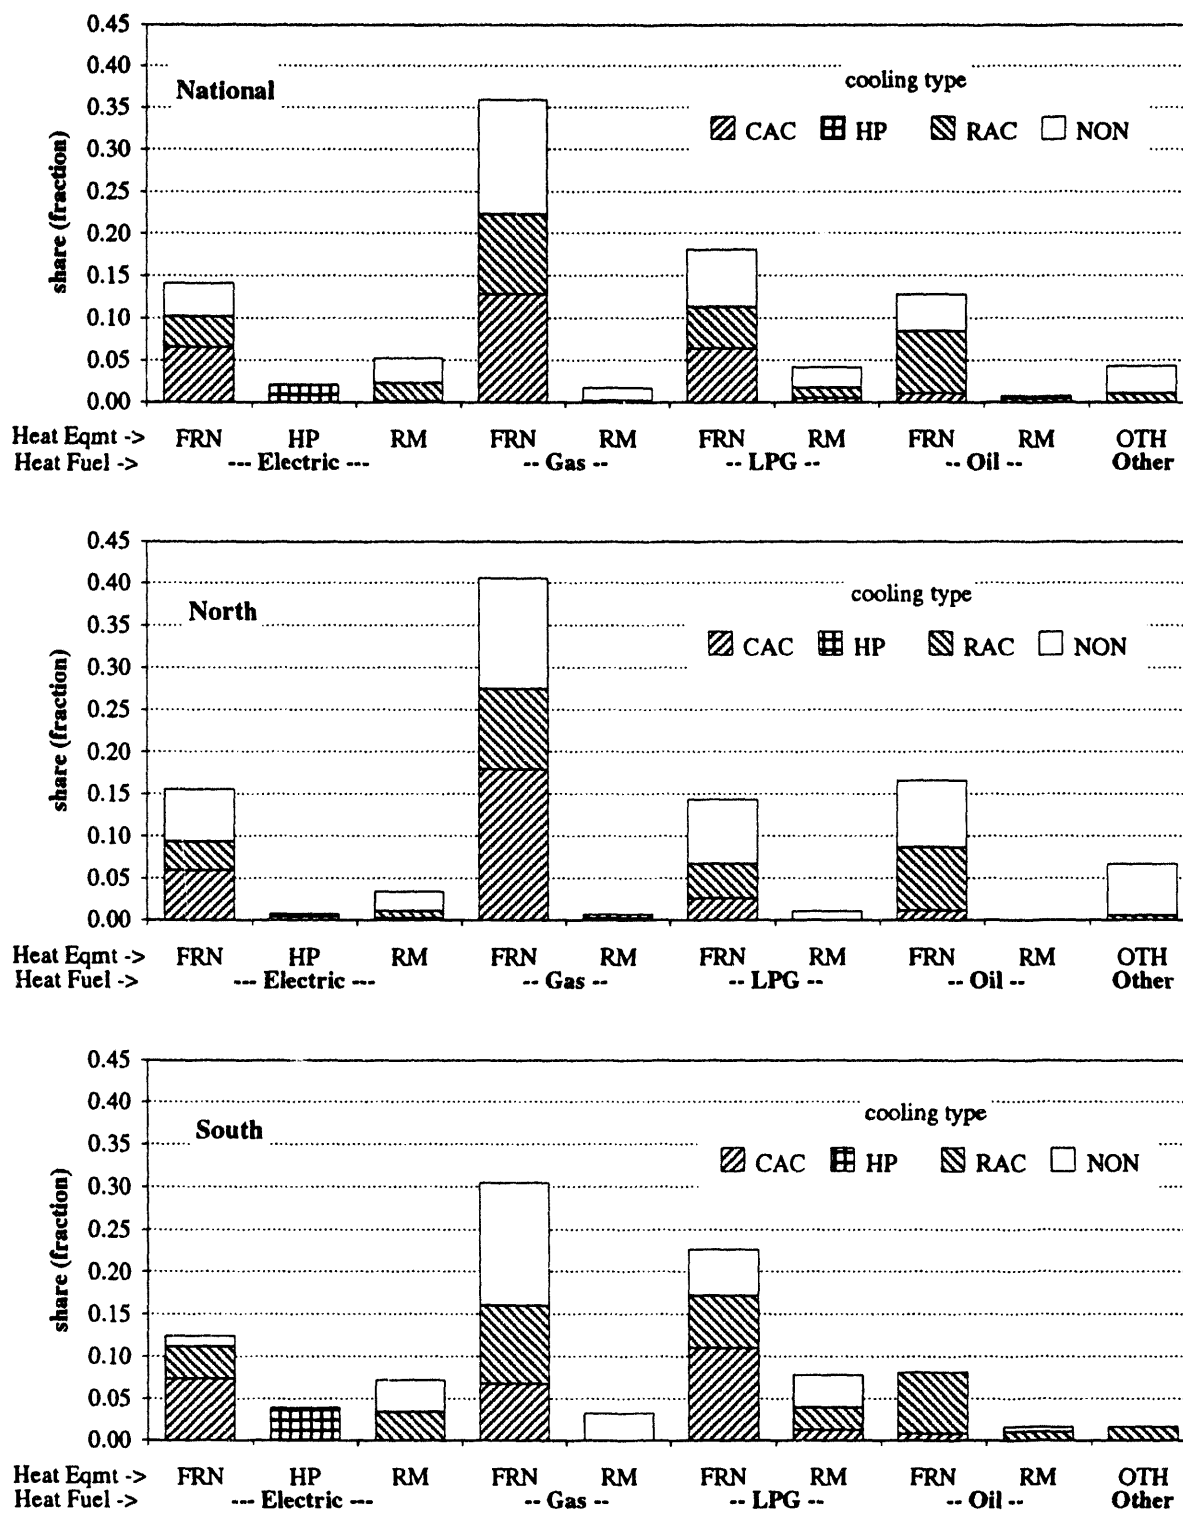 0.45
0.40
National
cooling type
0.35
CAC HP RAC NON
0.30
0.25
0.20
0.15
0.10
0.05
0.00
share (fraction)
Heat Eqmt -> FRN HP RM FRN RM FRN RM FRN RM OTH
Heat Fuel -> --- Electric --- -- Gas -- -- LPG -- -- Oil -- Other
0.45
0.40
North
cooling type
0.35
CAC HP RAC NON
0.30
0.25
0.20
0.15
0.10
0.05
0.00
share (fraction)
Heat Eqmt -> FRN HP RM FRN RM FRN RM FRN RM OTH
Heat Fuel -> --- Electric --- -- Gas -- -- LPG -- -- Oil -- Other
0.45
0.40
South
cooling type
0.35
CAC HP RAC NON
0.30
0.25
0.20
0.15
0.10
0.05
0.00
share (fraction)
Heat Eqmt -> FRN HP RM FRN RM FRN RM FRN RM OTH
Heat Fuel -> --- Electric --- -- Gas -- -- LPG -- -- Oil -- Other